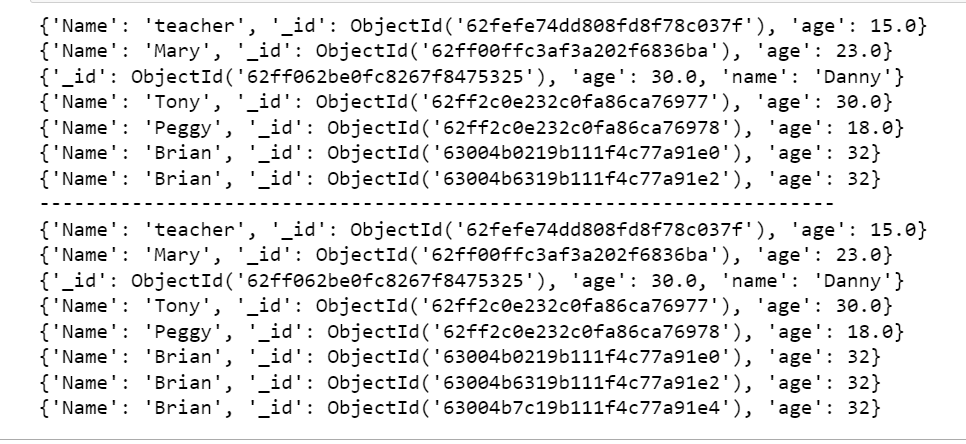 {'Name': 'teacher', '_id': ObjectId('62fefe74dd808fd8f78c037f'), 'age': 15.0}
{'Name': 'Mary', '_id': ObjectId('62ff00ffc3af3a202f6836ba'), 'age': 23.0}
{'_id': ObjectId('62ff062be0fc8267f8475325'), 'age': 30.0, 'name': 'Danny'}
{'Name': 'Tony', '_id': ObjectId('62ff2c0e232c0fa86ca76977'), 'age': 30.0}
{'Name': 'Peggy', '_id': ObjectId('62ff2c0e232c0fa86ca76978'), 'age': 18.0}
{'Name': 'Brian', '_id': ObjectId('63004b0219b111f4c77a91e0'), 'age': 32}
{'Name': 'Brian', '_id': ObjectId('63004b6319b111f4c77a91e2'), 'age': 32}
----------------------------------------------------------------------
{'Name': 'teacher', '_id': ObjectId('62fefe74dd808fd8f78c037f'), 'age': 15.0}
{'Name': 'Mary', '_id': ObjectId('62ff00ffc3af3a202f6836ba'), 'age': 23.0}
{'_id': ObjectId('62ff062be0fc8267f8475325'), 'age': 30.0, 'name': 'Danny'}
{'Name': 'Tony', '_id': ObjectId('62ff2c0e232c0fa86ca76977'), 'age': 30.0}
{'Name': 'Peggy', '_id': ObjectId('62ff2c0e232c0fa86ca76978'), 'age': 18.0}
{'Name': 'Brian', '_id': ObjectId('63004b0219b111f4c77a91e0'), 'age': 32}
{'Name': 'Brian', '_id': ObjectId('63004b6319b111f4c77a91e2'), 'age': 32}
{'Name': 'Brian', '_id': ObjectId('63004b7c19b111f4c77a91e4'), 'age': 32}